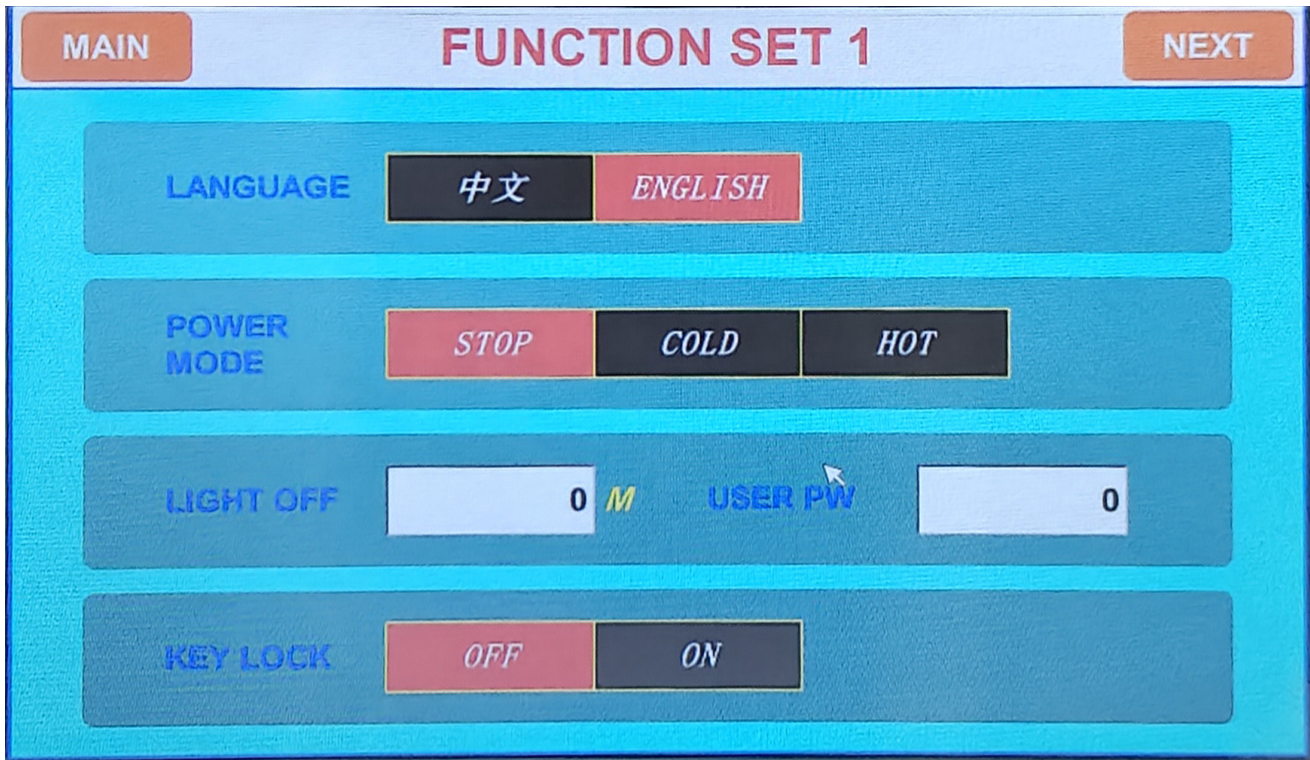 MAIN FUNCTION SET 1 NEXT
LANGUAGE 中文 ENGLISH
POWER
MODE STOP COLD HOT
LIGHT OFF 0 M USER PW 0
KEY LOCK OFF ON